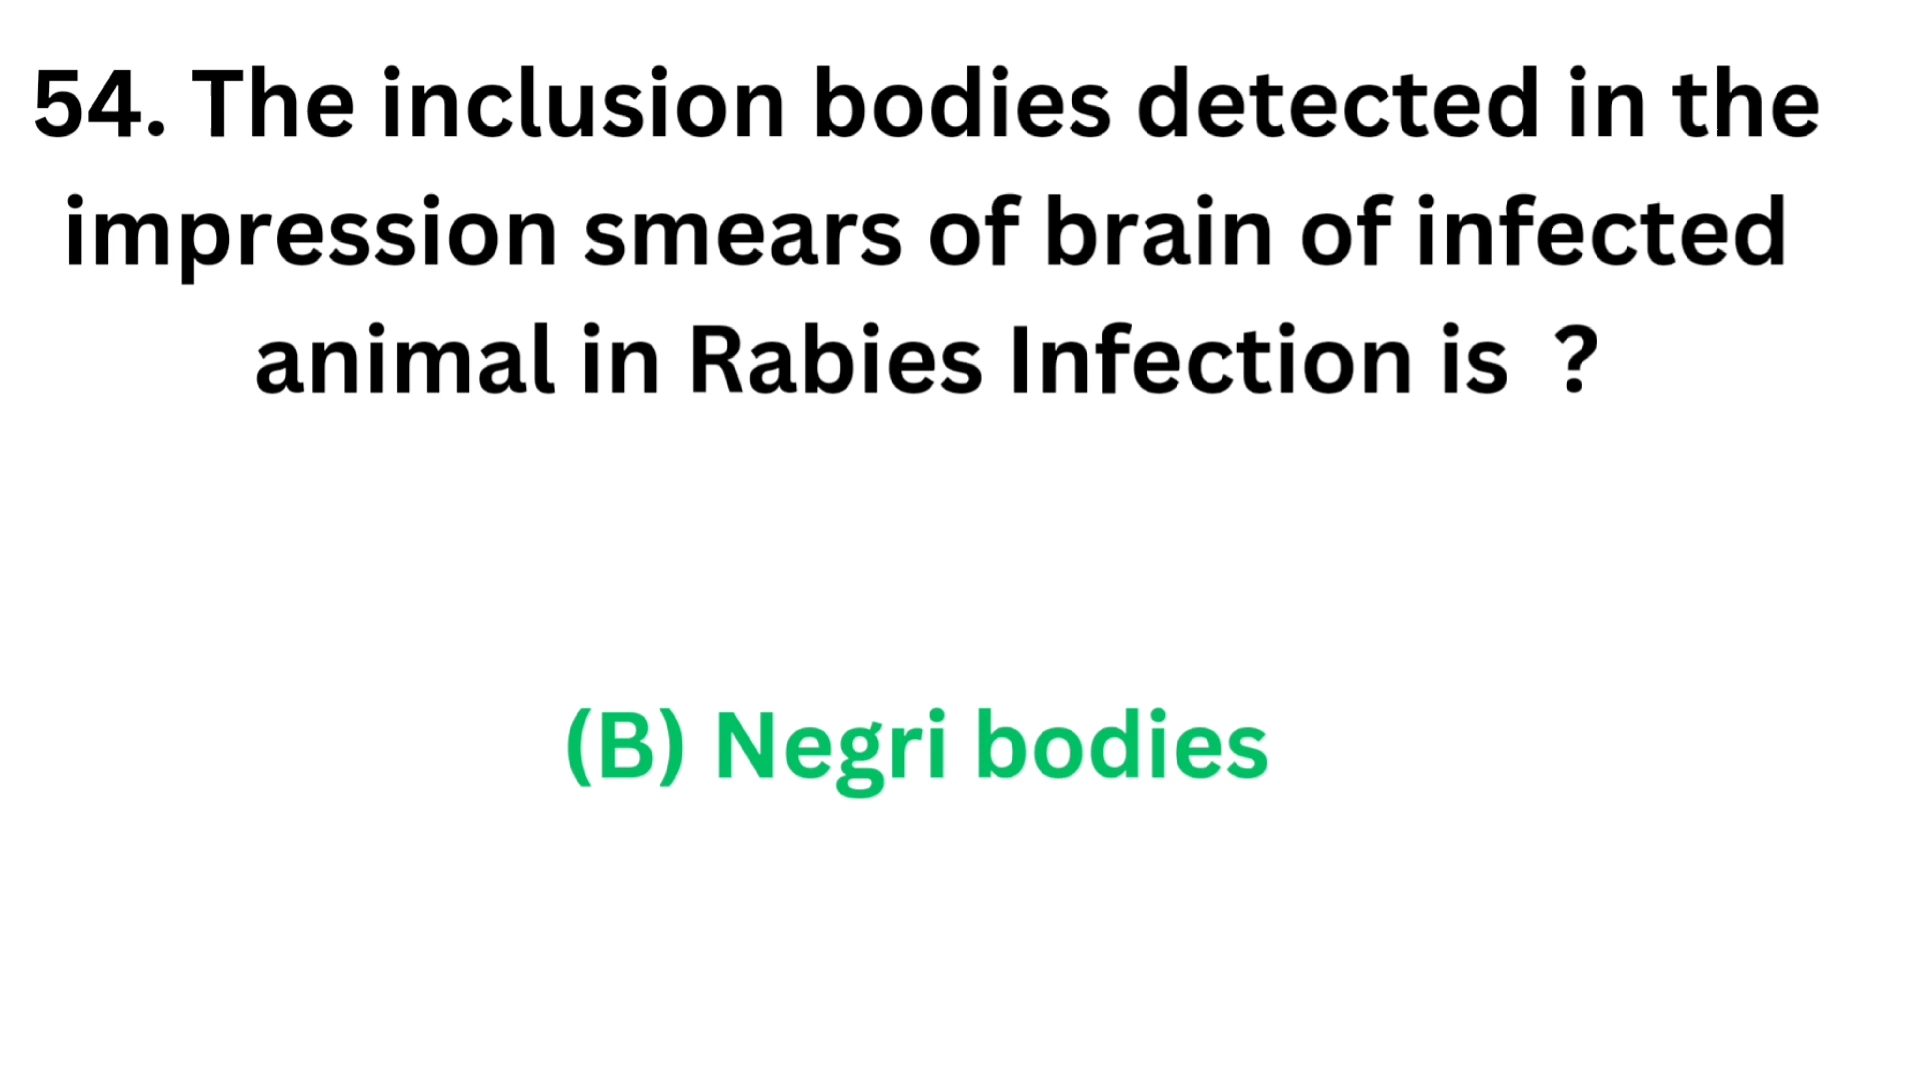 54. The inclusion bodies detected in the
impression smears of brain of infected
animal in Rabies Infection is  ?
(B) Negri bodies